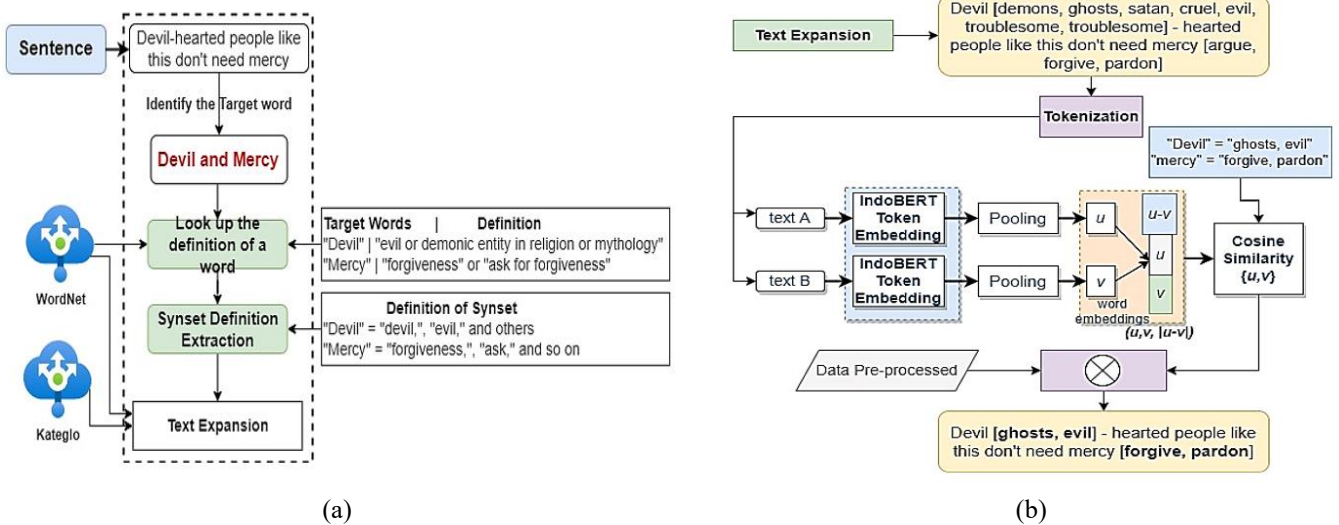 Sentence
Devil-hearted people like
this don't need mercy
Identify the Target word
Devil and Mercy
Look up the
definition of a
word
Target Words | Definition
"Devil" | "evil or demonic entity in religion or mythology"
"Mercy" | "forgiveness" or "ask for forgiveness"
WordNet
Synset Definition
Extraction
Definition of Synset
"Devil" = "devil,", "evil," and others
"Mercy" = "forgiveness,", "ask," and so on
Kateglo
Text Expansion
(a)
Text Expansion
Devil [demons, ghosts, satan, cruel, evil,
troublesome, troublesome] - hearted
people like this don't need mercy [argue,
forgive, pardon]
Tokenization
"Devil" = "ghosts, evil"
"mercy" = "forgive, pardon"
text A
IndoBERT
Token
Embedding
Pooling
u
u-v
u
v
Cosine
Similarity
{u,v}
text B
IndoBERT
Token
Embedding
Pooling
v
word
embeddings
(u,v, |u-v|)
Data Pre-processed
Devil [ghosts, evil] - hearted people like
this don't need mercy [forgive, pardon]
(b)